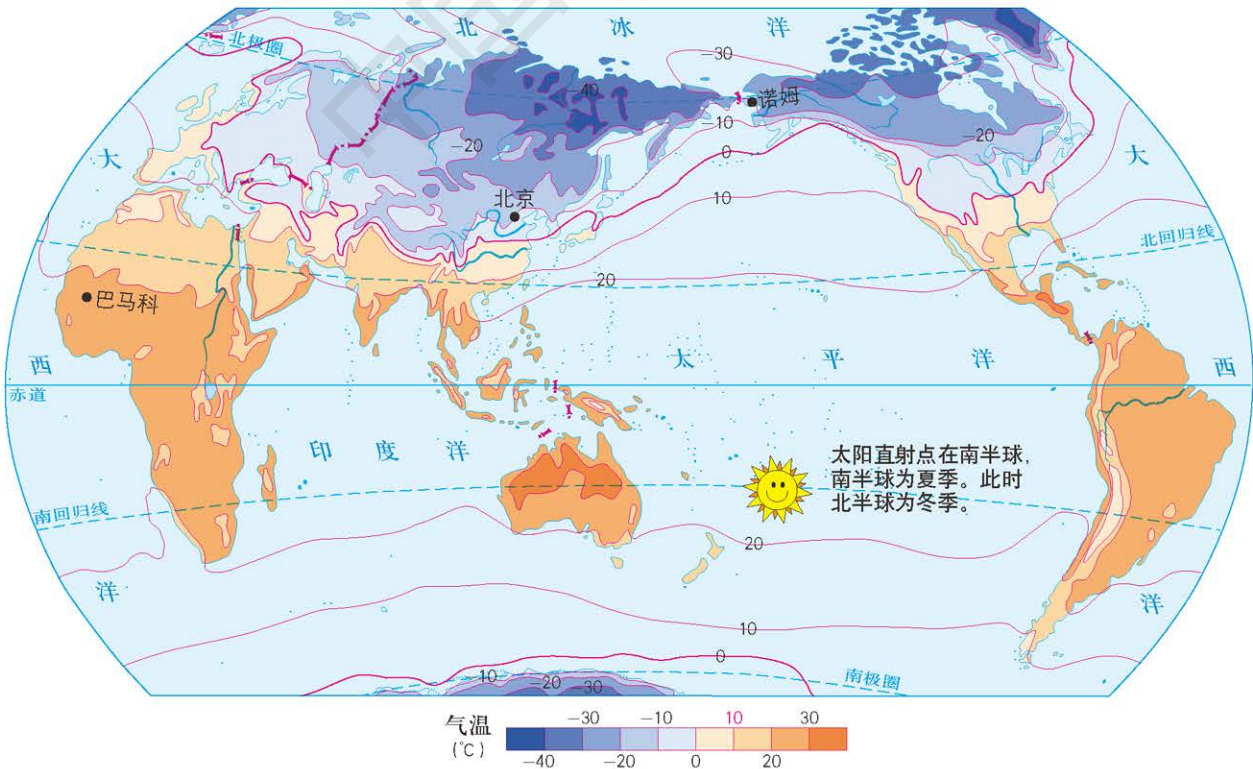 北冰洋
北极圈
-30
-40
诺姆
-10
-20
-20
0
大
大
北京
10
北回归线
20
巴马科
西
太平洋
西
赤道
印度洋
太阳直射点在南半球,
南半球为夏季。此时
北半球为冬季。
南回归线
20
洋
洋
10
0
-10
-20
-30
南极圈
气温
(℃)
-30 -10 10 30
-40 -20 0 20